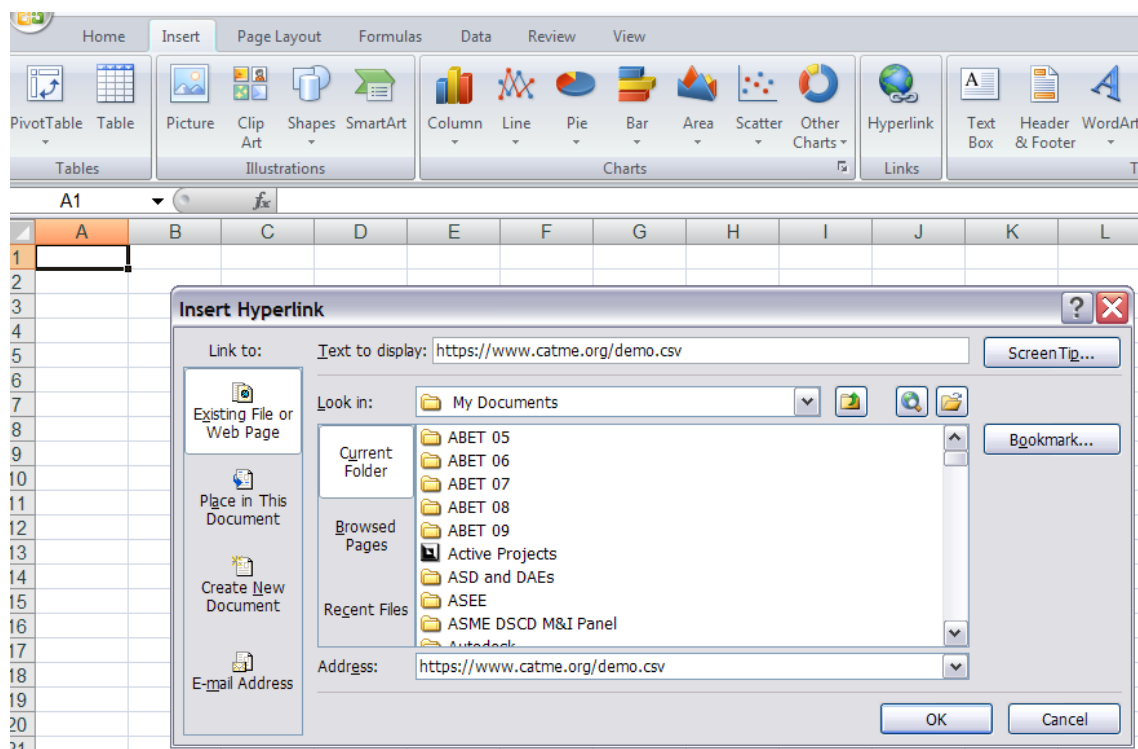 Home Insert Page Layout Formulas Data Review View
PivotTable Table Picture Clip Art Shapes SmartArt Column Line Pie Bar Area Scatter Other Charts Hyperlink Text Box Header & Footer WordArt
Tables Illustrations Charts Links T
A1 fx
A B C D E F G H I J K L
1
2
3
4
5
6
7
8
9
10
11
12
13
14
15
16
17
18
19
20
21
Insert Hyperlink ?
Link to: Text to display: https://www.catme.org/demo.csv ScreenTip...
Existing File or
Web Page
Place in This
Document
Create New
Document
E-mail Address
Look in: My Documents
Current
Folder
Browsed
Pages
Recent Files
ABET 05
ABET 06
ABET 07
ABET 08
ABET 09
Active Projects
ASD and DAEs
ASEE
ASME DSCD M&I Panel
Autodesk
Bookmark...
Address: https://www.catme.org/demo.csv
OK Cancel